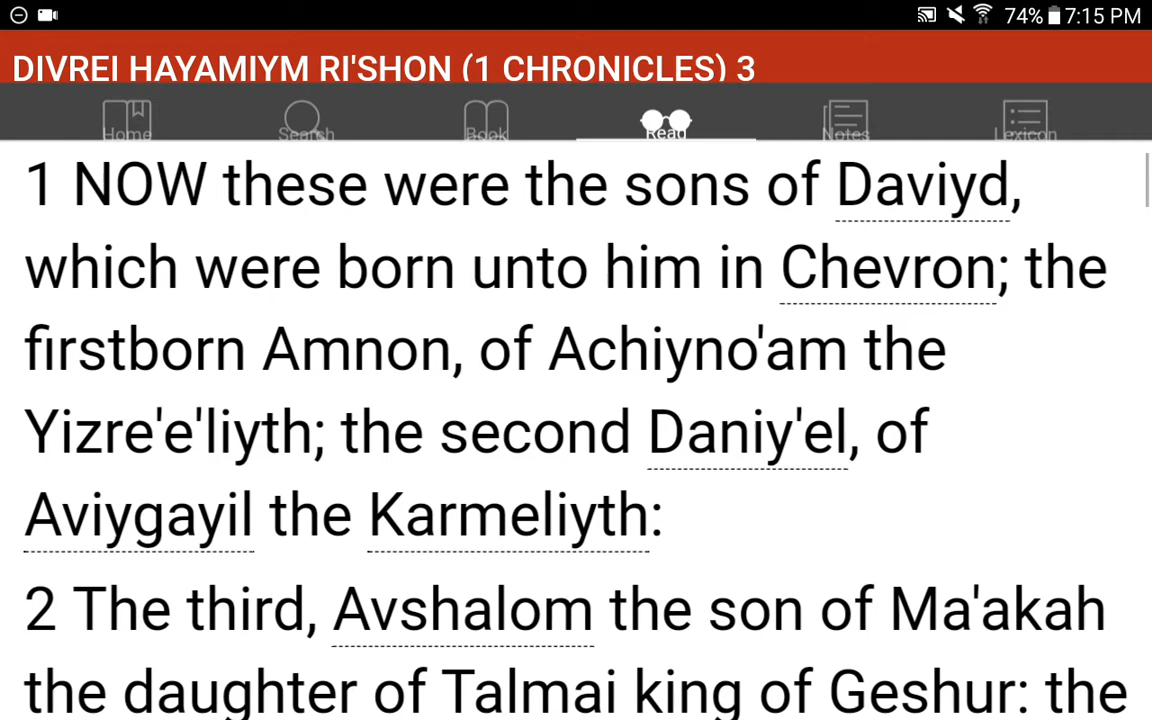 74% 7:15 PM
DIVREI HAYAMIYM RI'SHON (1 CHRONICLES) 3
Home Search Book Read Notes Lexicon
1 NOW these were the sons of Daviyd,
which were born unto him in Chevron; the
firstborn Amnon, of Achiyno'am the
Yizre'e'liyth; the second Daniy'el, of
Aviygayil the Karmeliyth:
2 The third, Avshalom the son of Ma'akah
the daughter of Talmai king of Geshur: the